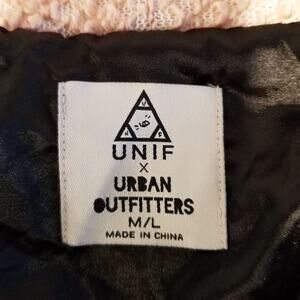 UNIF
X
URBAN
OUTFITTERS
M/L
MADE IN CHINA